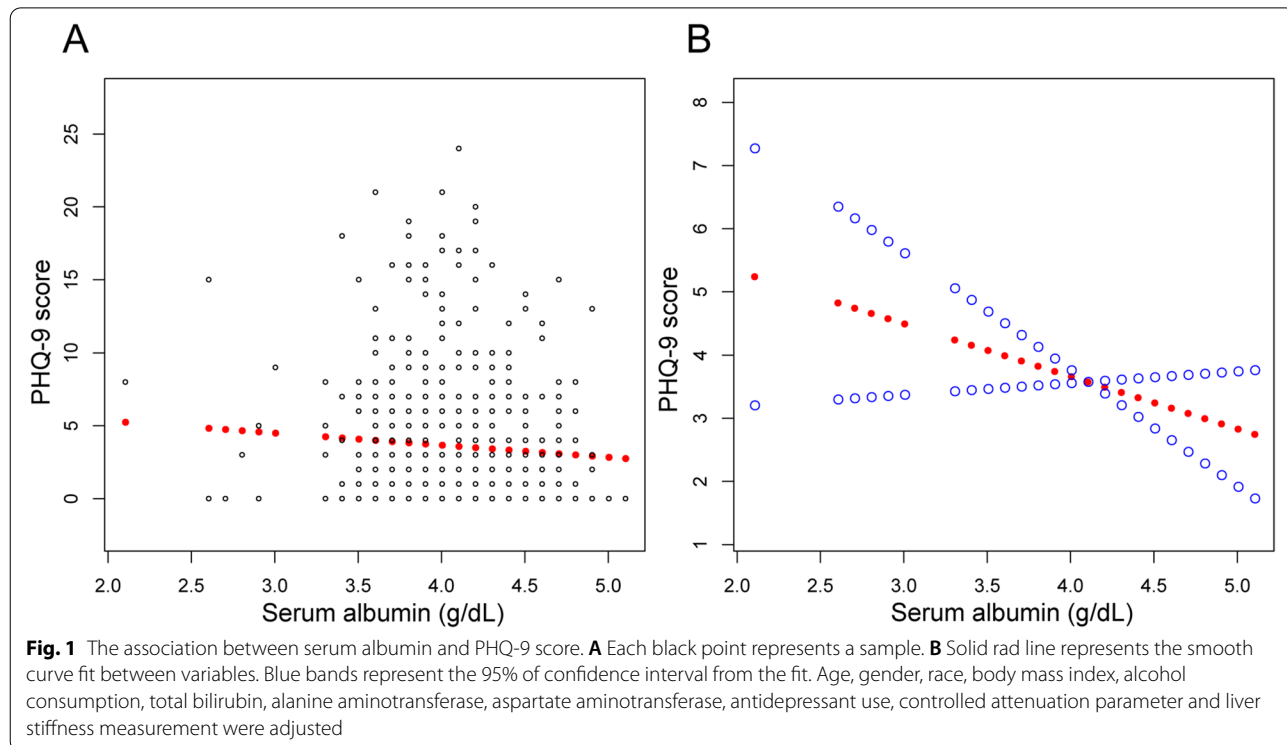 A
B
25
20
15
10
5
0
PHQ-9 score
2.0 2.5 3.0 3.5 4.0 4.5 5.0
Serum albumin (g/dL)
8
7
6
5
4
3
2
1
PHQ-9 score
2.0 2.5 3.0 3.5 4.0 4.5 5.0
Serum albumin (g/dL)
Fig. 1 The association between serum albumin and PHQ-9 score. A Each black point represents a sample. B Solid rad line represents the smooth
curve fit between variables. Blue bands represent the 95% of confidence interval from the fit. Age, gender, race, body mass index, alcohol
consumption, total bilirubin, alanine aminotransferase, aspartate aminotransferase, antidepressant use, controlled attenuation parameter and liver
stiffness measurement were adjusted